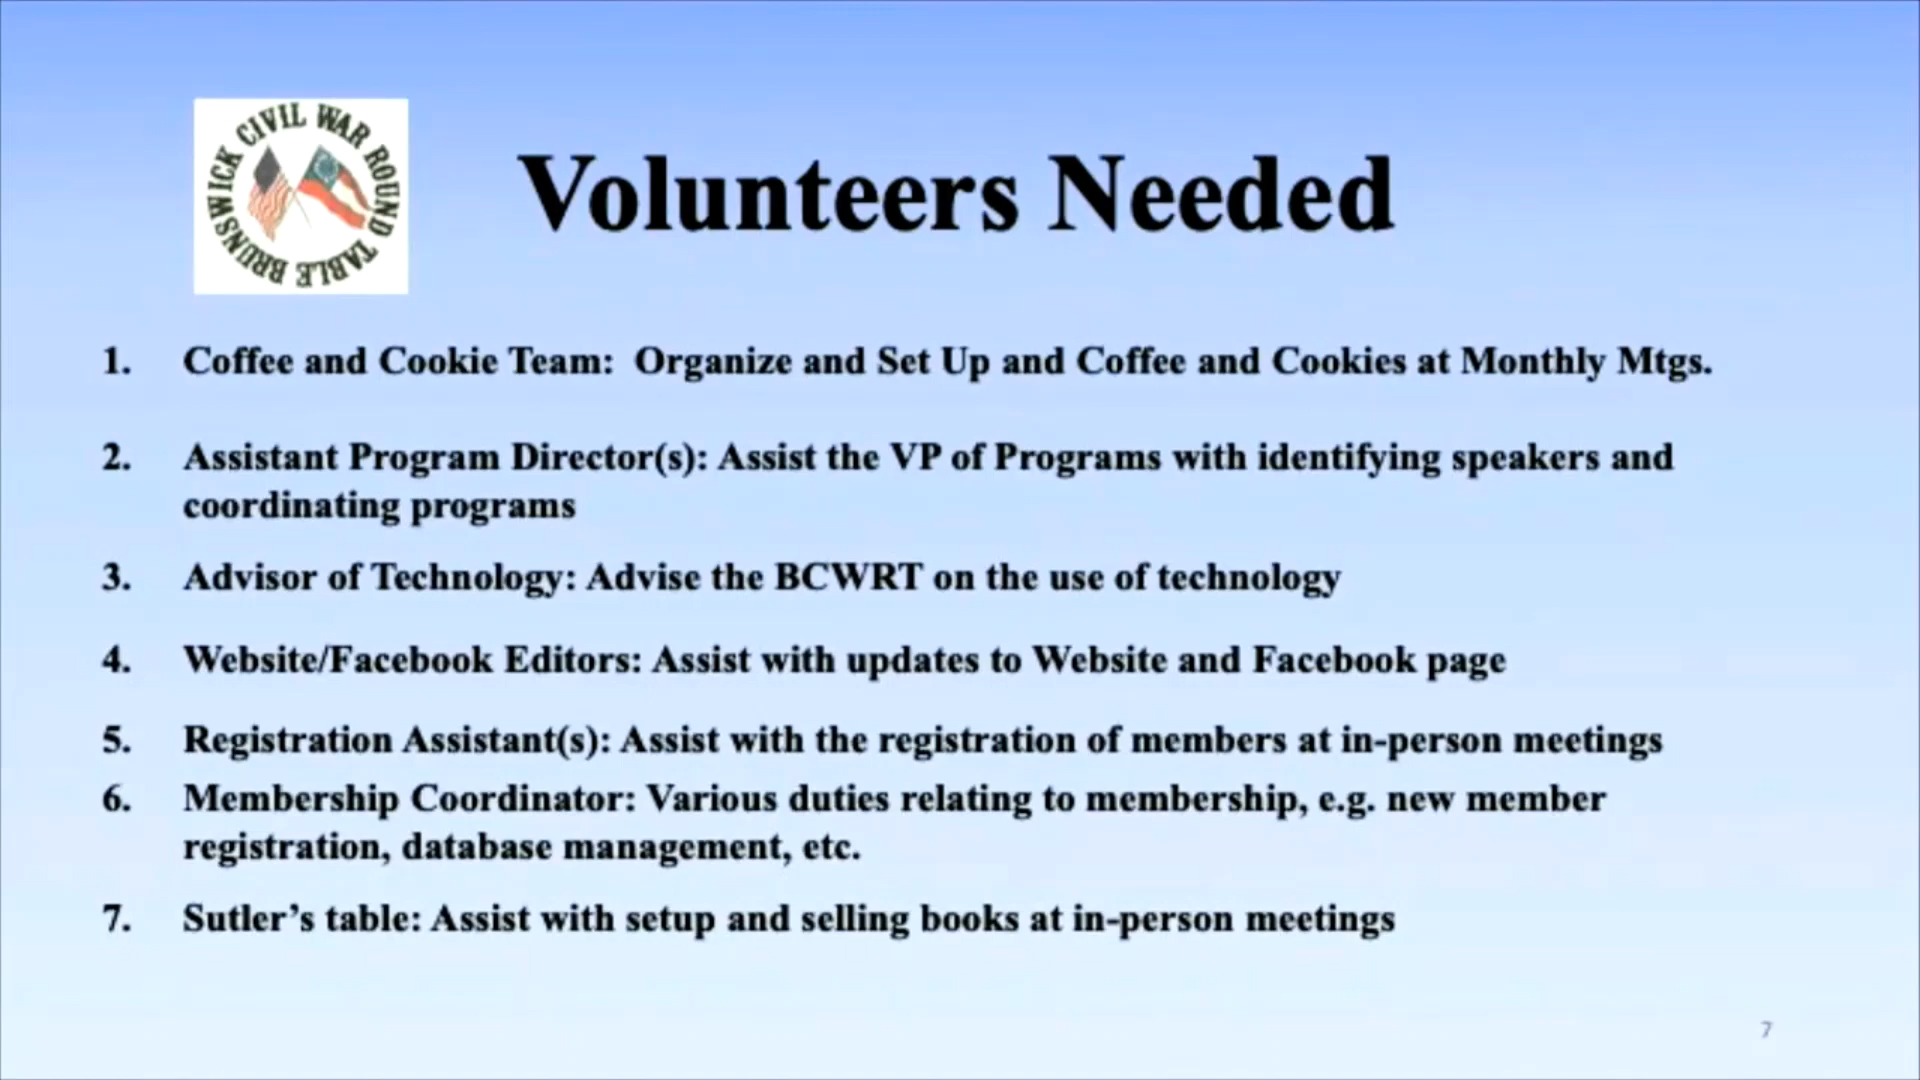 BRUNSWICK CIVIL WAR ROUND TABLE
Volunteers Needed
1. Coffee and Cookie Team:  Organize and Set Up and Coffee and Cookies at Monthly Mtgs.
2. Assistant Program Director(s): Assist the VP of Programs with identifying speakers and
coordinating programs
3. Advisor of Technology: Advise the BCWRT on the use of technology
4. Website/Facebook Editors: Assist with updates to Website and Facebook page
5. Registration Assistant(s): Assist with the registration of members at in-person meetings
6. Membership Coordinator: Various duties relating to membership, e.g. new member
registration, database management, etc.
7. Sutler’s table: Assist with setup and selling books at in-person meetings
7